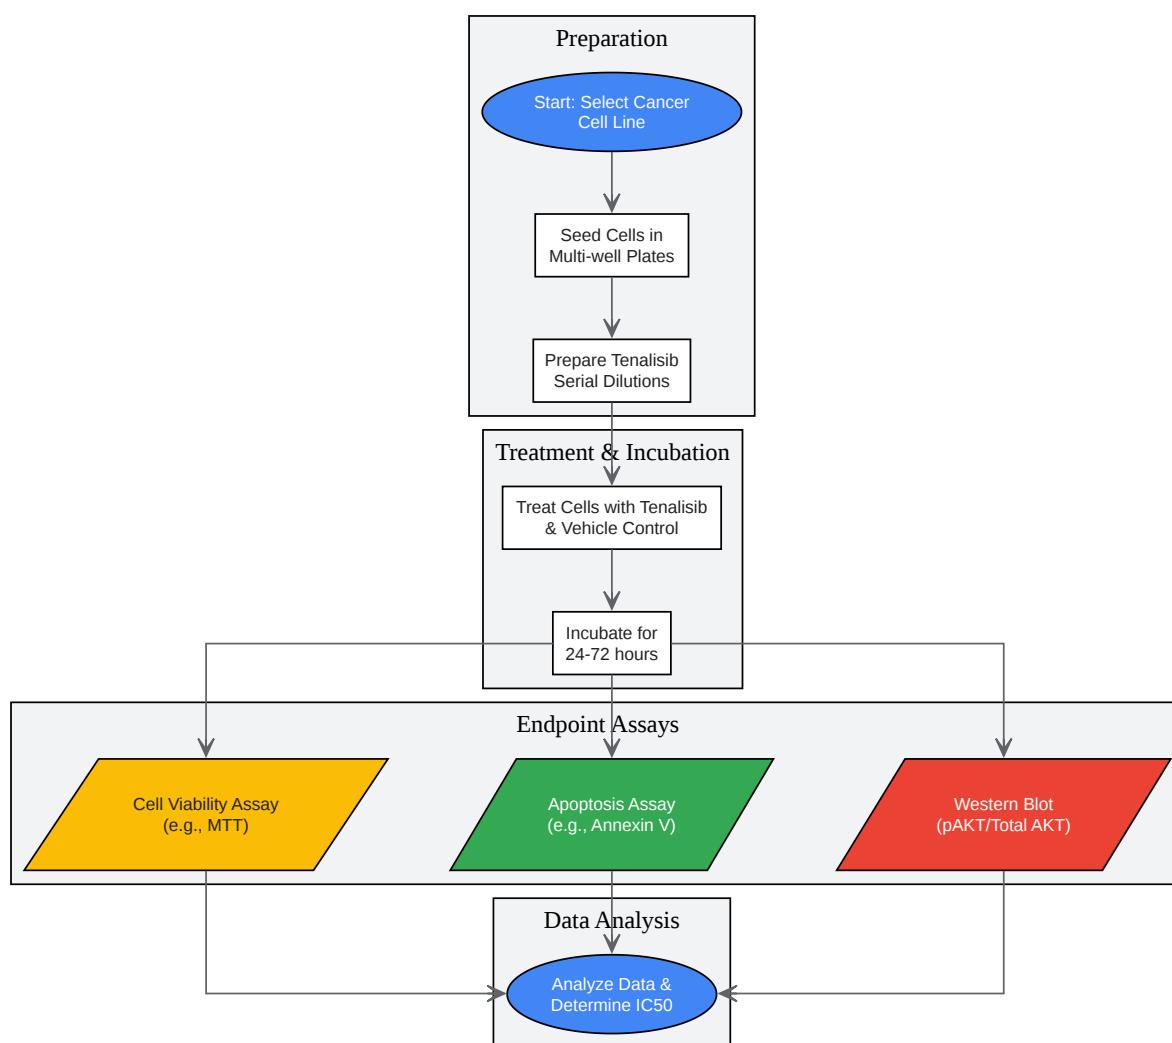 Preparation
Start: Select Cancer
Cell Line
Seed Cells in
Multi-well Plates
Prepare Tenalisib
Serial Dilutions
Treatment & Incubation
Treat Cells with Tenalisib
& Vehicle Control
Incubate for
24-72 hours
Endpoint Assays
Cell Viability Assay
(e.g., MTT)
Apoptosis Assay
(e.g., Annexin V)
Western Blot
(pAKT/Total AKT)
Data Analysis
Analyze Data &
Determine IC50